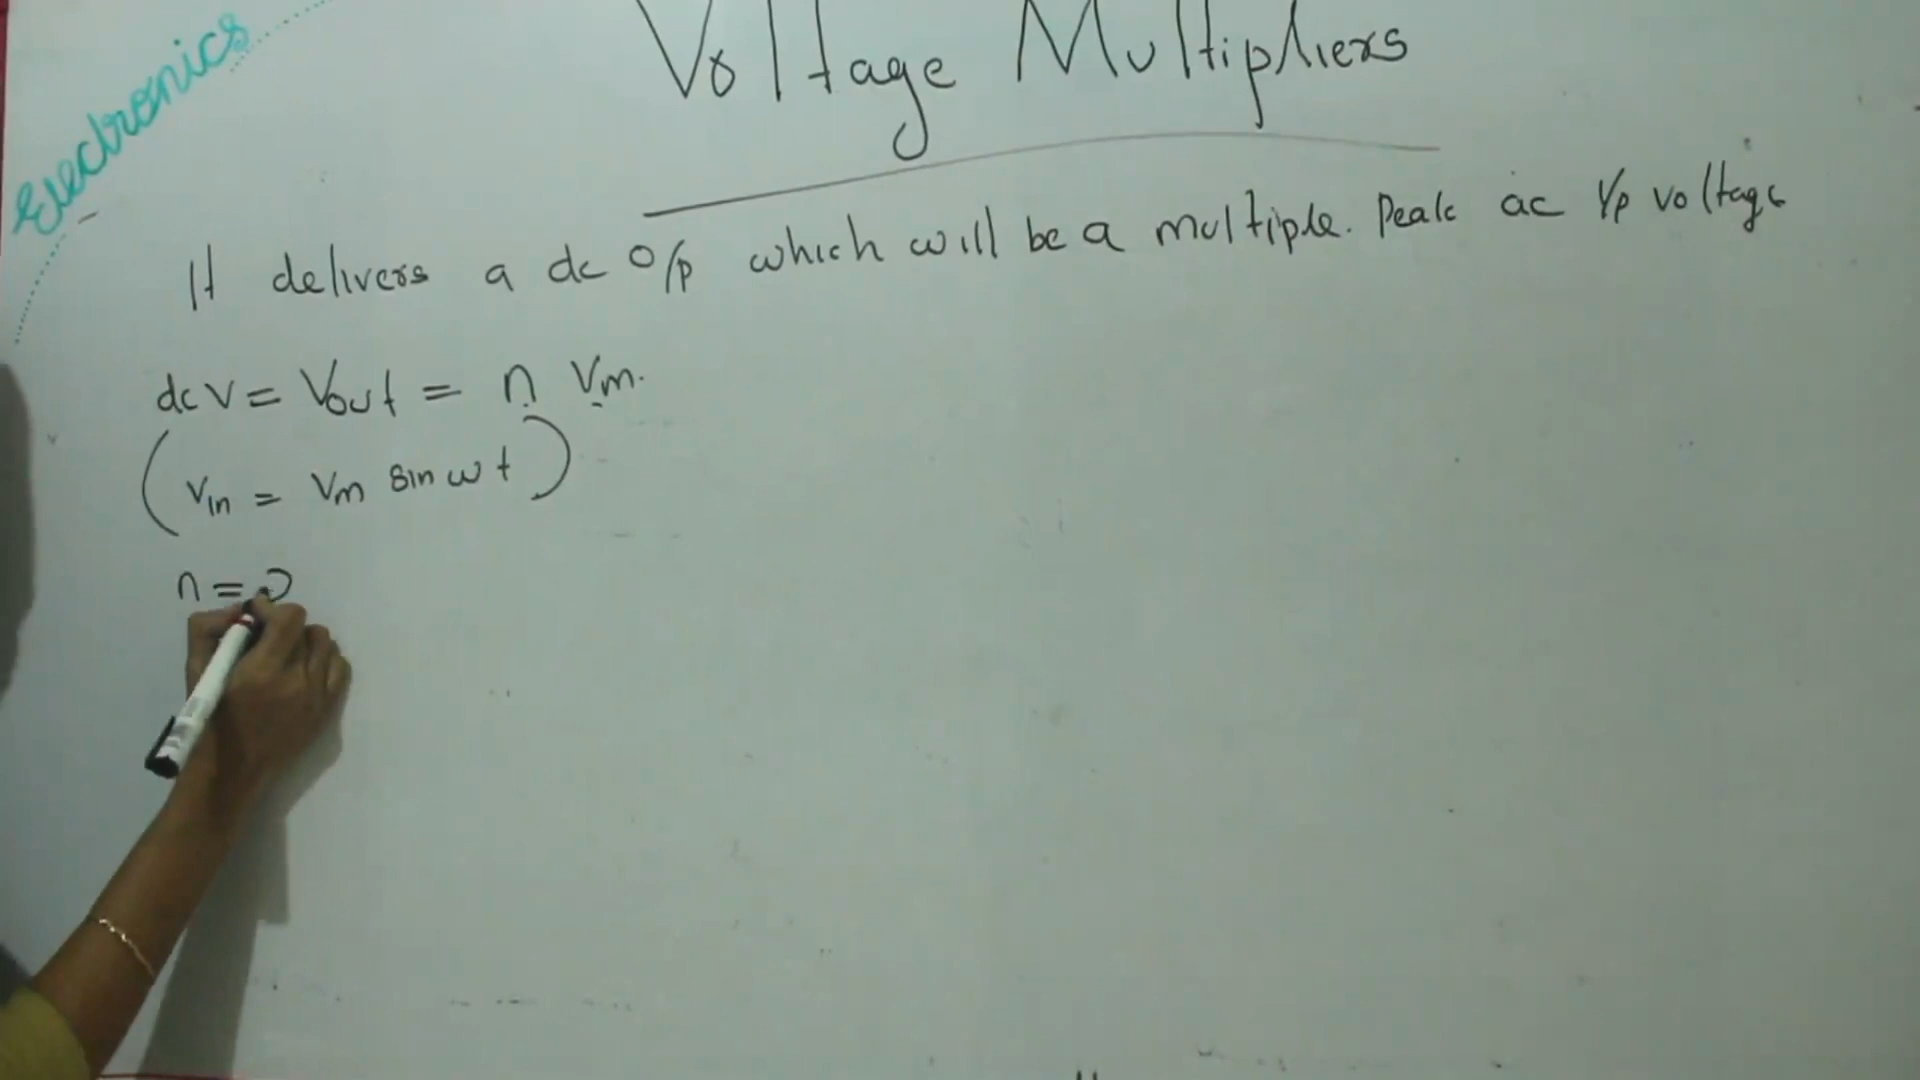 Electronics
Voltage Multipliers
It delivers a dc o/p which will be a multiple. Peak ac i/p voltage
dc V = Vout = n Vm.
(Vin = Vm Sin ωt)
n =